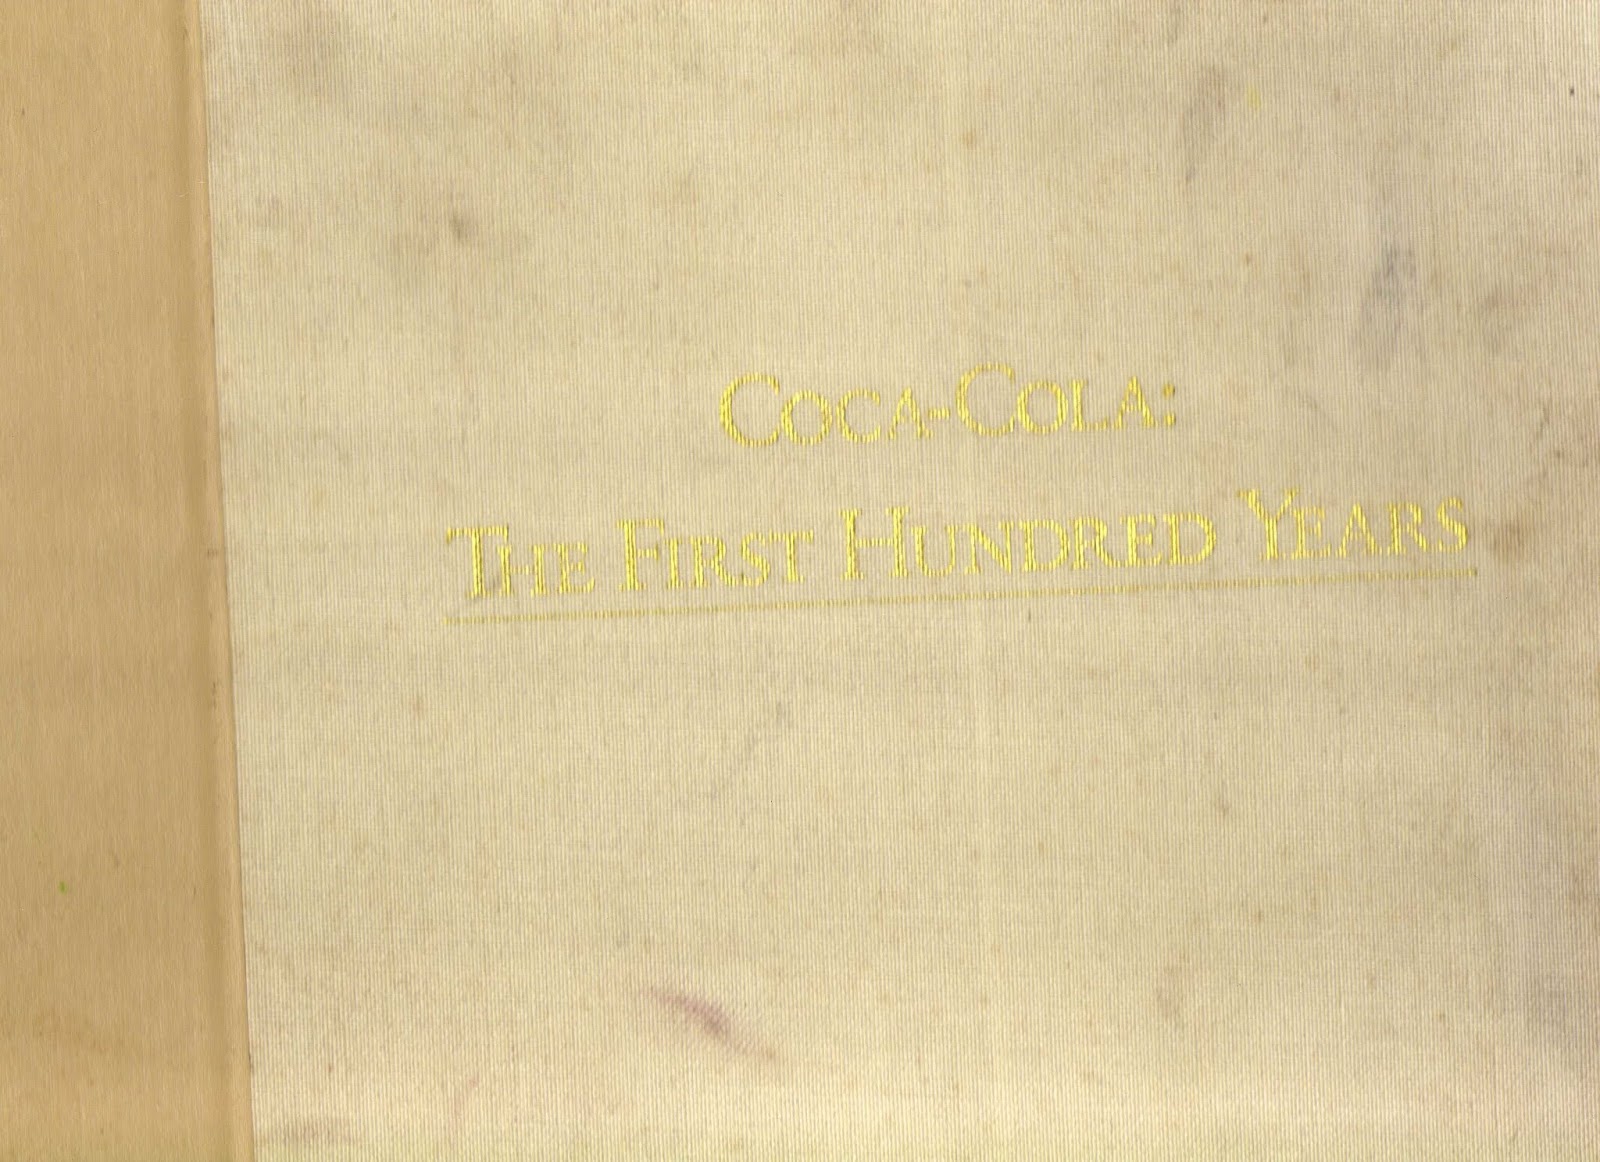 Coca-Cola:
The First Hundred Years